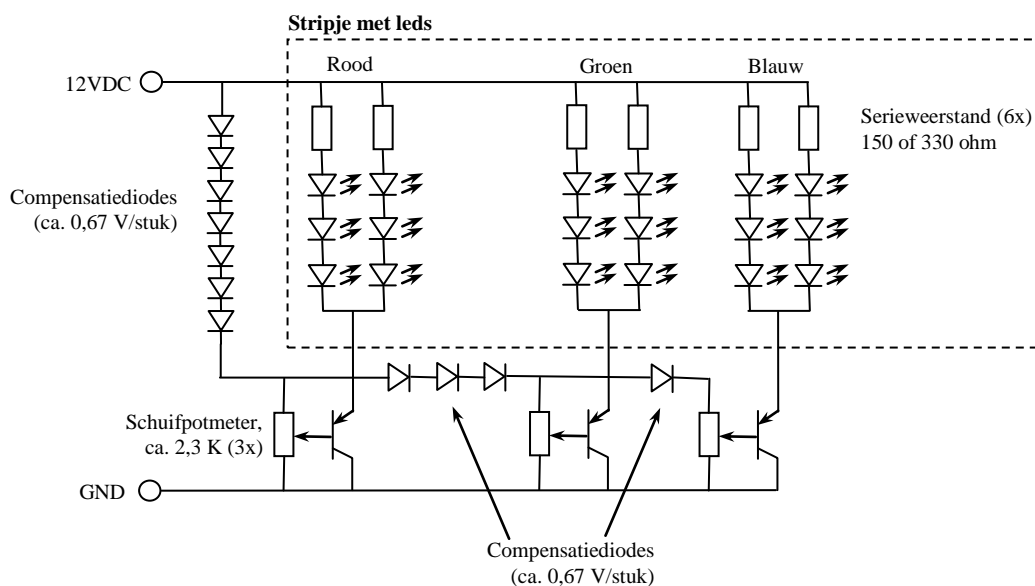 Stripje met leds
Rood
Groen
Blauw
12VDC
Serieweerstand (6x)
150 of 330 ohm
Compensatiediodes
(ca. 0,67 V/stuk)
Schuifpotmeter,
ca. 2,3 K (3x)
GND
Compensatiediodes
(ca. 0,67 V/stuk)